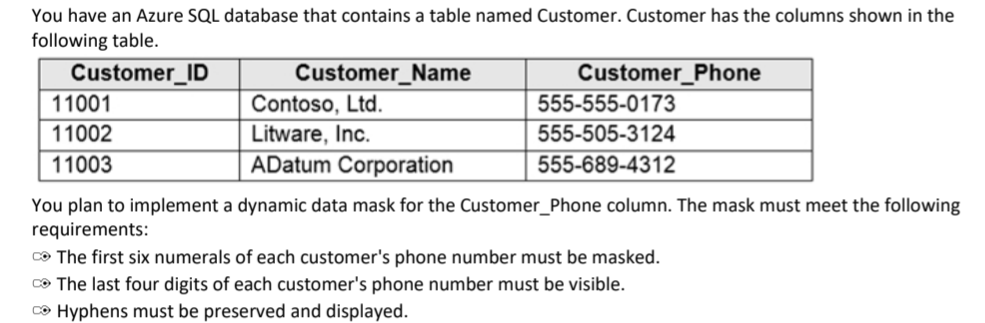 You have an Azure SQL database that contains a table named Customer. Customer has the columns shown in the
following table.
Customer_ID Customer_Name Customer_Phone
11001 Contoso, Ltd. 555-555-0173
11002 Litware, Inc. 555-505-3124
11003 ADatum Corporation 555-689-4312
You plan to implement a dynamic data mask for the Customer_Phone column. The mask must meet the following
requirements:
The first six numerals of each customer's phone number must be masked.
The last four digits of each customer's phone number must be visible.
Hyphens must be preserved and displayed.